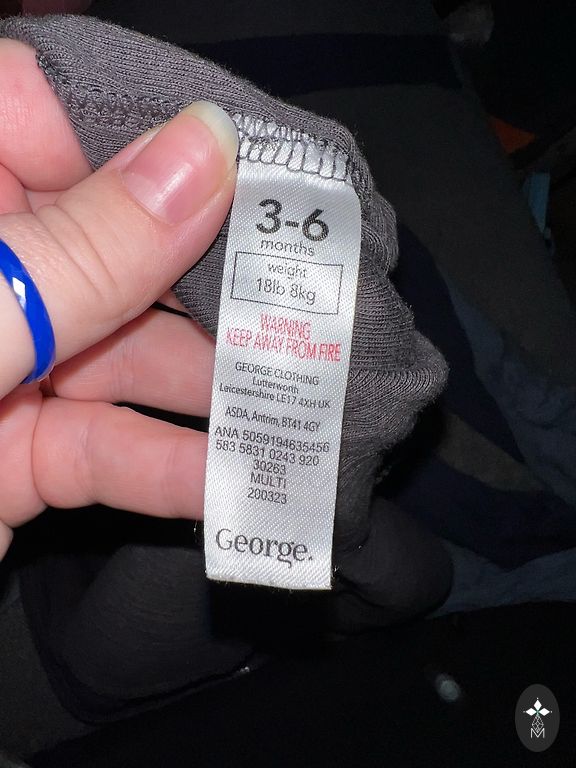 3-6
months
weight
18lb 8kg
WARNING
KEEP AWAY FROM FIRE
GEORGE CLOTHING
Lutterworth
Leicestershire LE17 4XH UK
ASDA, Antrim, BT41 4GY
ANA 5059194635456
583 5831 0243 920
30263
MULTI
200323
George.
M